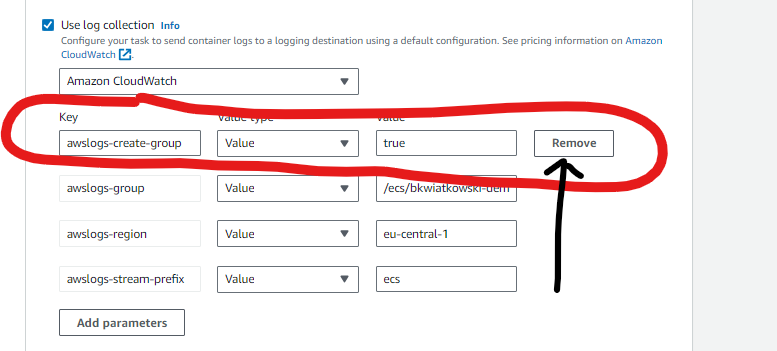 Use log collection Info
Configure your task to send container logs to a logging destination using a default configuration. See pricing information on Amazon
CloudWatch
Amazon CloudWatch
Key Value type Value
awslogs-create-group Value true Remove
awslogs-group Value /ecs/bkwiatkowski-dem
awslogs-region Value eu-central-1
awslogs-stream-prefix Value ecs
Add parameters